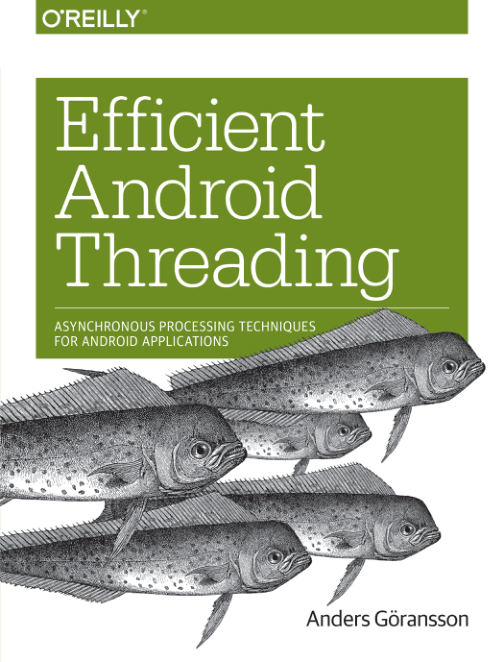 O'REILLY®
Efficient
Android
Threading
ASYNCHRONOUS PROCESSING TECHNIQUES
FOR ANDROID APPLICATIONS
Anders Göransson